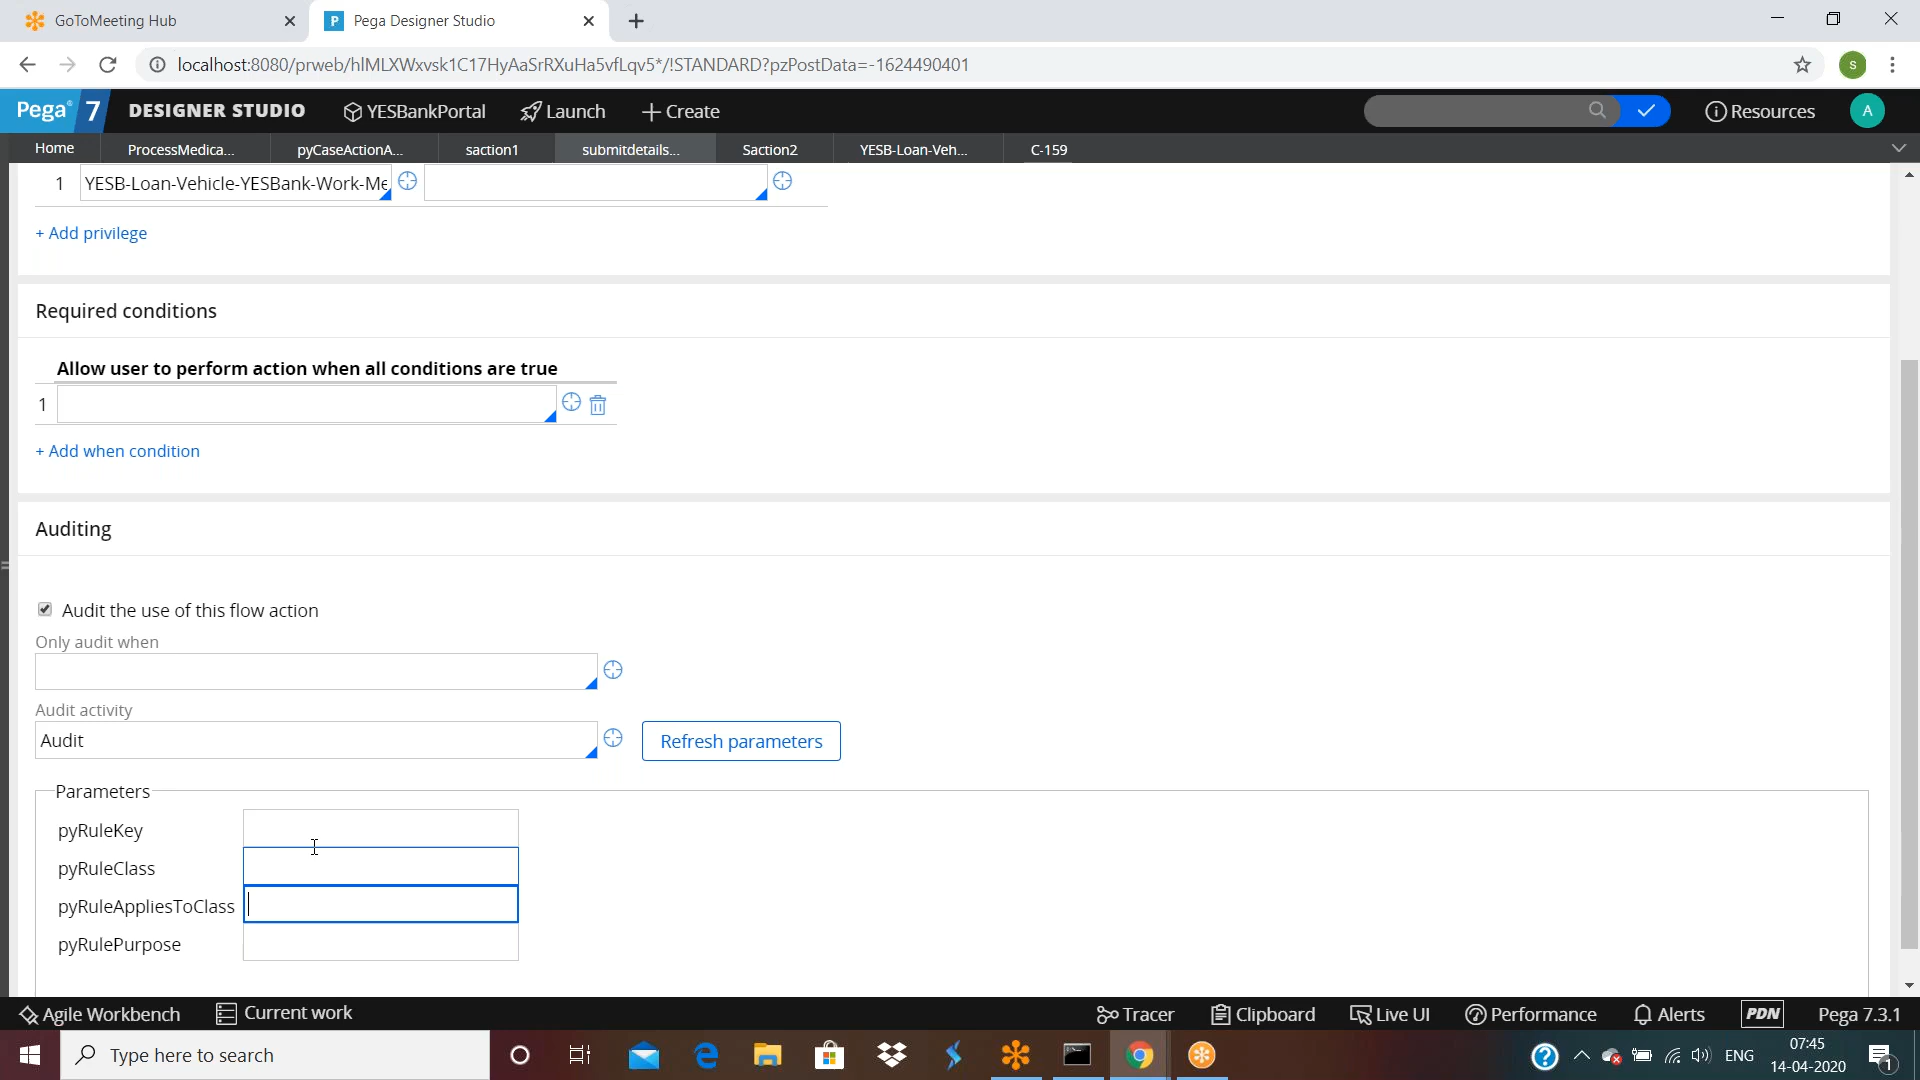 GoToMeeting Hub
Pega Designer Studio
localhost:8080/prweb/hIMLXWxvsk1C17HyAaSrRXuHa5vfLqv5*/!STANDARD?pzPostData=-1624490401
S
Pega 7 DESIGNER STUDIO YESBankPortal Launch + Create Resources A
Home ProcessMedica... pyCaseActionA... saction1 submitdetails... Saction2 YESB-Loan-Veh... C-159
1 YESB-Loan-Vehicle-YESBank-Work-Me
+ Add privilege
Required conditions
Allow user to perform action when all conditions are true
1
+ Add when condition
Auditing
Audit the use of this flow action
Only audit when
Audit activity
Audit Refresh parameters
Parameters
pyRuleKey
pyRuleClass
pyRuleAppliesToClass
pyRulePurpose
Agile Workbench Current work Tracer Clipboard Live UI Performance Alerts PDN Pega 7.3.1
Type here to search
ENG
07:45
14-04-2020
1